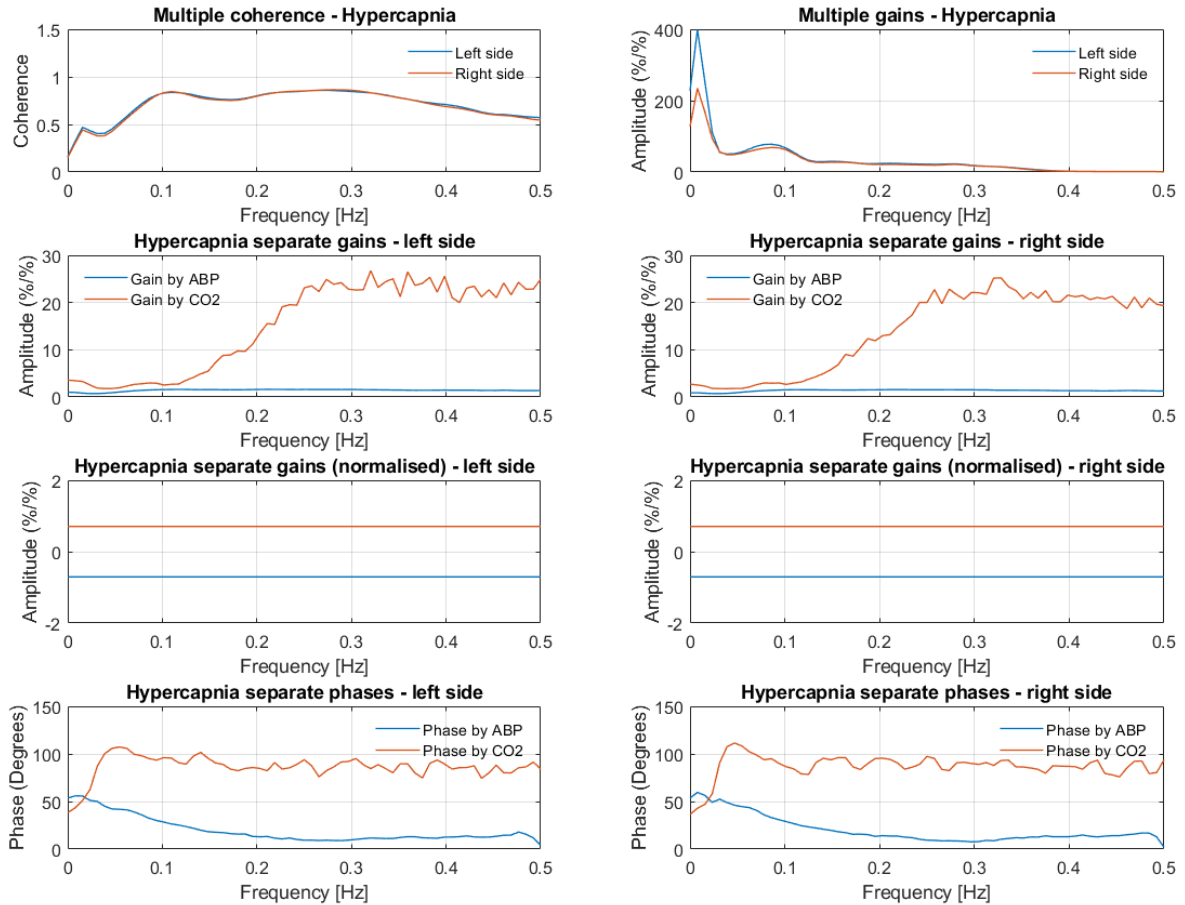 Multiple coherence - Hypercapnia
Coherence
1.5
1
0.5
0
Left side
Right side
0 0.1 0.2 0.3 0.4 0.5
Frequency [Hz]
Multiple gains - Hypercapnia
Amplitude (%/%)
400
200
0
Left side
Right side
0 0.1 0.2 0.3 0.4 0.5
Frequency [Hz]
Hypercapnia separate gains - left side
Amplitude (%/%)
30
20
10
0
Gain by ABP
Gain by CO2
0 0.1 0.2 0.3 0.4 0.5
Frequency [Hz]
Hypercapnia separate gains - right side
Amplitude (%/%)
30
20
10
0
Gain by ABP
Gain by CO2
0 0.1 0.2 0.3 0.4 0.5
Frequency [Hz]
Hypercapnia separate gains (normalised) - left side
Amplitude (%/%)
2
0
-2
0 0.1 0.2 0.3 0.4 0.5
Frequency [Hz]
Hypercapnia separate gains (normalised) - right side
Amplitude (%/%)
2
0
-2
0 0.1 0.2 0.3 0.4 0.5
Frequency [Hz]
Hypercapnia separate phases - left side
Phase (Degrees)
150
100
50
0
Phase by ABP
Phase by CO2
0 0.1 0.2 0.3 0.4 0.5
Frequency [Hz]
Hypercapnia separate phases - right side
Phase (Degrees)
150
100
50
0
Phase by ABP
Phase by CO2
0 0.1 0.2 0.3 0.4 0.5
Frequency [Hz]